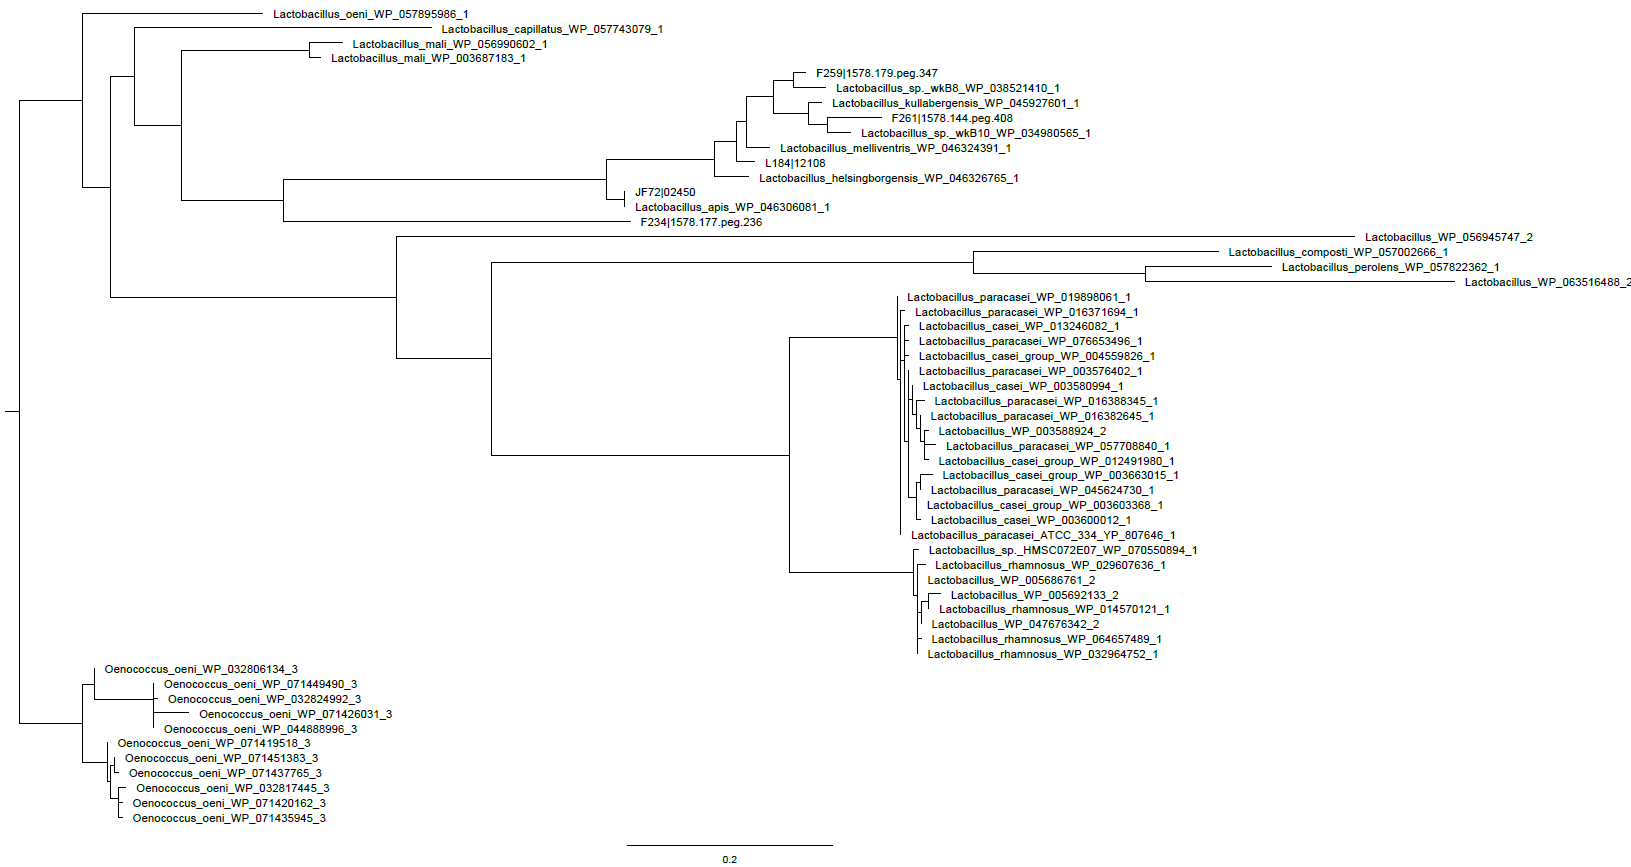 Lactobacillus_oeni_WP_057895986_1
Lactobacillus_capillatus_WP_057743079_1
Lactobacillus_mali_WP_056990602_1
Lactobacillus_mali_WP_003687183_1
F259|1578.179.peg.347
Lactobacillus_sp._wkB8_WP_038521410_1
Lactobacillus_kullabergensis_WP_045927601_1
F261|1578.144.peg.408
Lactobacillus_sp._wkB10_WP_034980565_1
Lactobacillus_melliventris_WP_046324391_1
L184|12108
Lactobacillus_helsingborgensis_WP_046326765_1
JF72|02450
Lactobacillus_apis_WP_046306081_1
F234|1578.177.peg.236
Lactobacillus_WP_056945747_2
Lactobacillus_composti_WP_057002666_1
Lactobacillus_perolens_WP_057822362_1
Lactobacillus_WP_063516488_2
Lactobacillus_paracasei_WP_019898061_1
Lactobacillus_paracasei_WP_016371694_1
Lactobacillus_casei_WP_013246082_1
Lactobacillus_paracasei_WP_076653496_1
Lactobacillus_casei_group_WP_004559826_1
Lactobacillus_paracasei_WP_003576402_1
Lactobacillus_casei_WP_003580994_1
Lactobacillus_paracasei_WP_016388345_1
Lactobacillus_paracasei_WP_016382645_1
Lactobacillus_WP_003588924_2
Lactobacillus_paracasei_WP_057708840_1
Lactobacillus_casei_group_WP_012491980_1
Lactobacillus_casei_group_WP_003663015_1
Lactobacillus_paracasei_WP_045624730_1
Lactobacillus_casei_group_WP_003603368_1
Lactobacillus_casei_WP_003600012_1
Lactobacillus_paracasei_ATCC_334_YP_807646_1
Lactobacillus_sp._HMSC072E07_WP_070550894_1
Lactobacillus_rhamnosus_WP_029607636_1
Lactobacillus_WP_005686761_2
Lactobacillus_WP_005692133_2
Lactobacillus_rhamnosus_WP_014570121_1
Lactobacillus_WP_047676342_2
Lactobacillus_rhamnosus_WP_064657489_1
Lactobacillus_rhamnosus_WP_032964752_1
Oenococcus_oeni_WP_032806134_3
Oenococcus_oeni_WP_071449490_3
Oenococcus_oeni_WP_032824992_3
Oenococcus_oeni_WP_071426031_3
Oenococcus_oeni_WP_044888996_3
Oenococcus_oeni_WP_071419518_3
Oenococcus_oeni_WP_071451383_3
Oenococcus_oeni_WP_071437765_3
Oenococcus_oeni_WP_032817445_3
Oenococcus_oeni_WP_071420162_3
Oenococcus_oeni_WP_071435945_3
0.2